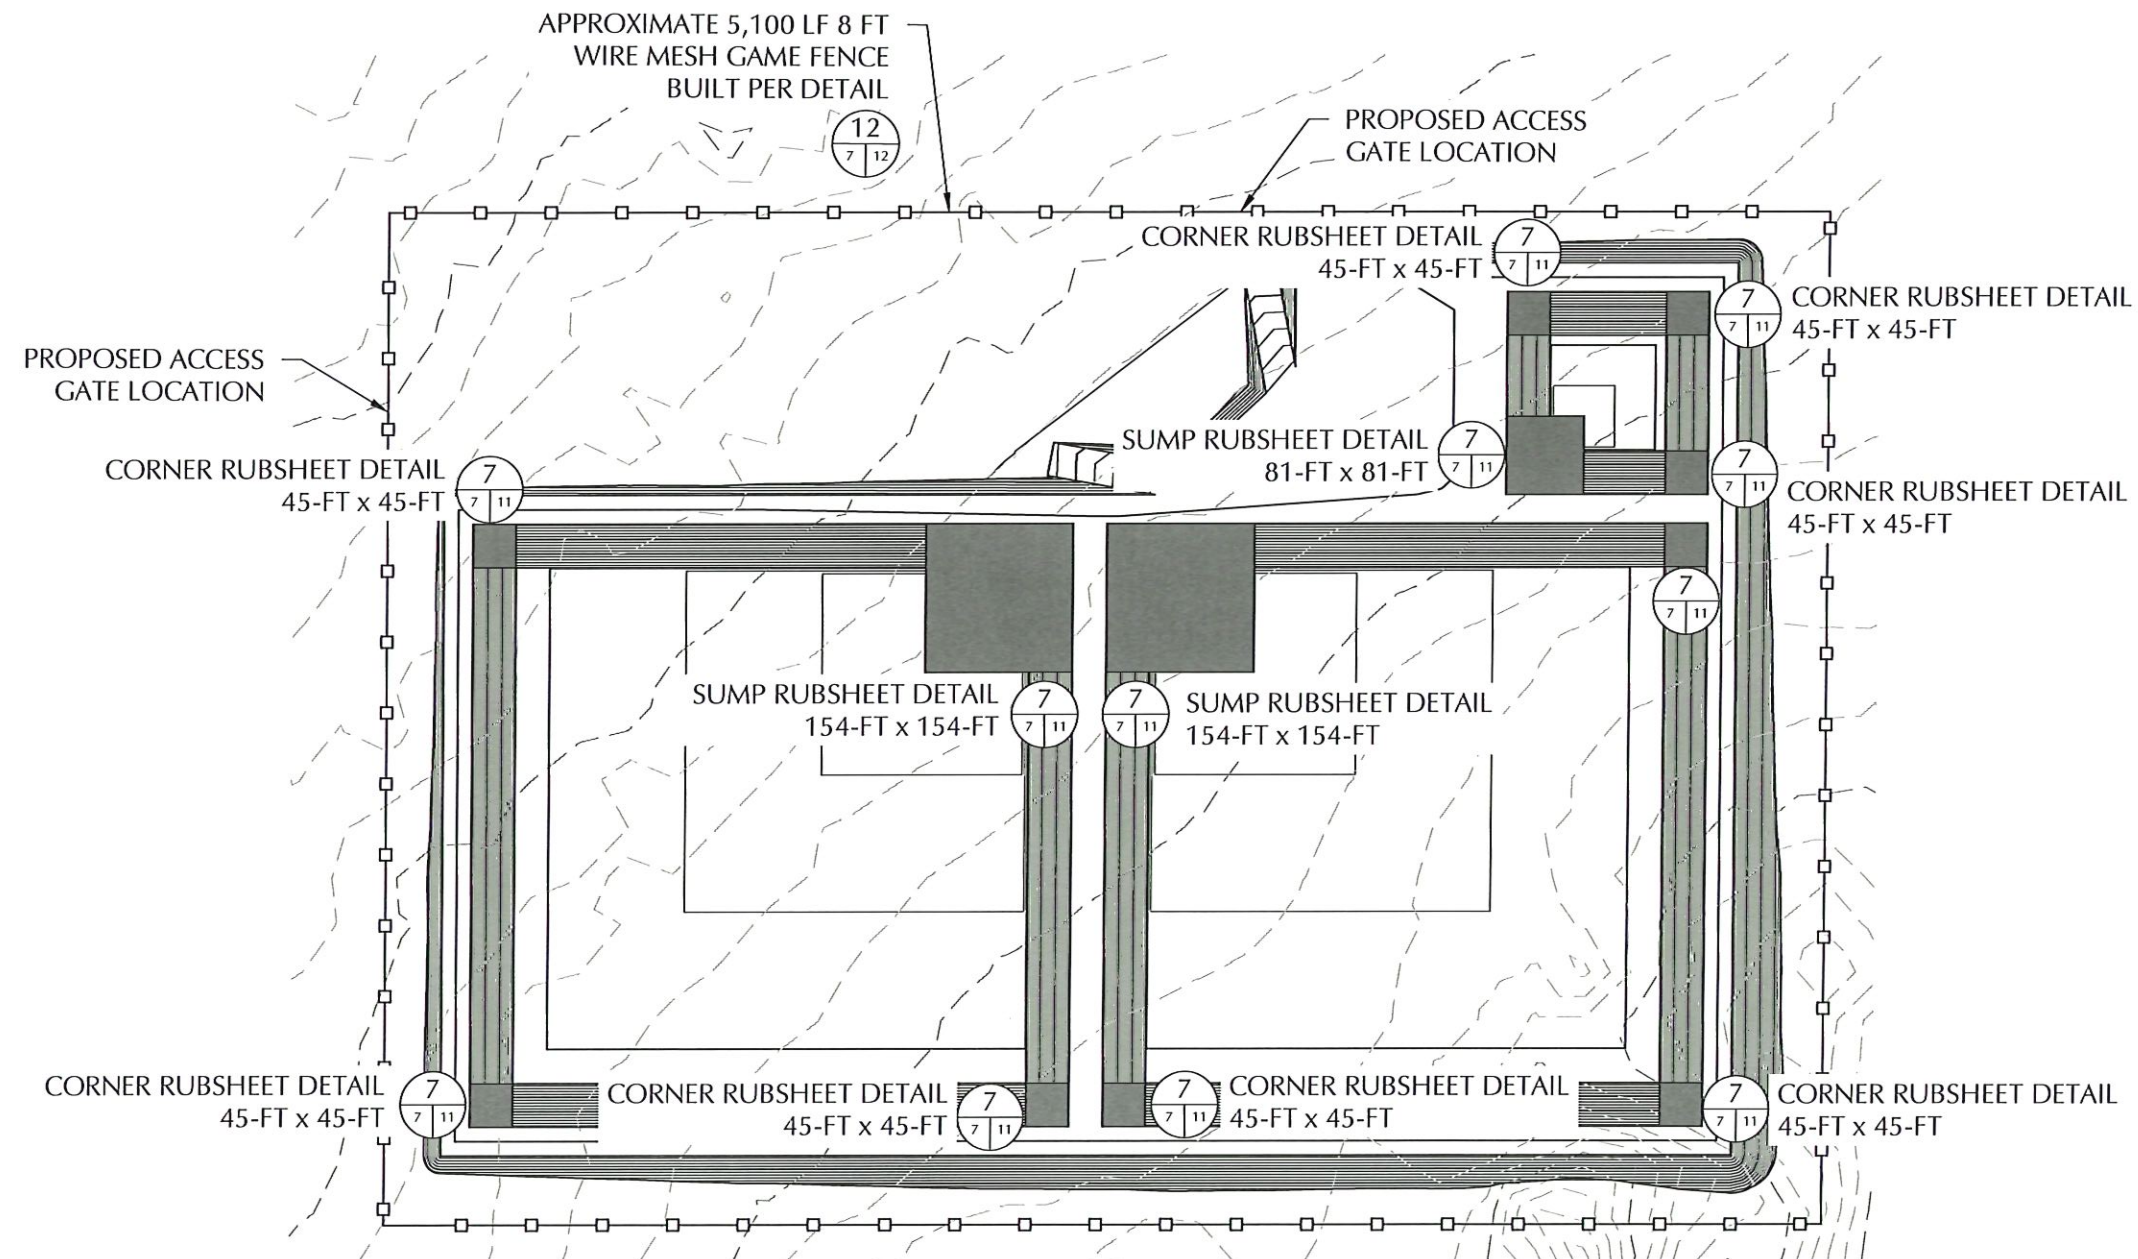 APPROXIMATE 5,100 LF 8 FT
WIRE MESH GAME FENCE
BUILT PER DETAIL
12
7 12
PROPOSED ACCESS
GATE LOCATION
CORNER RUBSHEET DETAIL
45-FT x 45-FT
7
7 11
7
7 11
CORNER RUBSHEET DETAIL
45-FT x 45-FT
PROPOSED ACCESS
GATE LOCATION
SUMP RUBSHEET DETAIL
81-FT x 81-FT
7
7 11
7
7 11
CORNER RUBSHEET DETAIL
45-FT x 45-FT
CORNER RUBSHEET DETAIL
45-FT x 45-FT
7
7 11
7
7 11
SUMP RUBSHEET DETAIL
154-FT x 154-FT
7
7 11
7
7 11
SUMP RUBSHEET DETAIL
154-FT x 154-FT
CORNER RUBSHEET DETAIL
45-FT x 45-FT
7
7 11
CORNER RUBSHEET DETAIL
45-FT x 45-FT
7
7 11
7
7 11
CORNER RUBSHEET DETAIL
45-FT x 45-FT
7
7 11
CORNER RUBSHEET DETAIL
45-FT x 45-FT